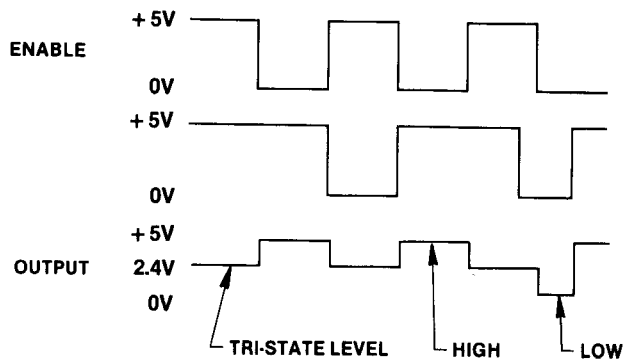 +5V
ENABLE
0V
+5V
0V
+5V
OUTPUT 2.4V
0V
TRI-STATE LEVEL HIGH LOW